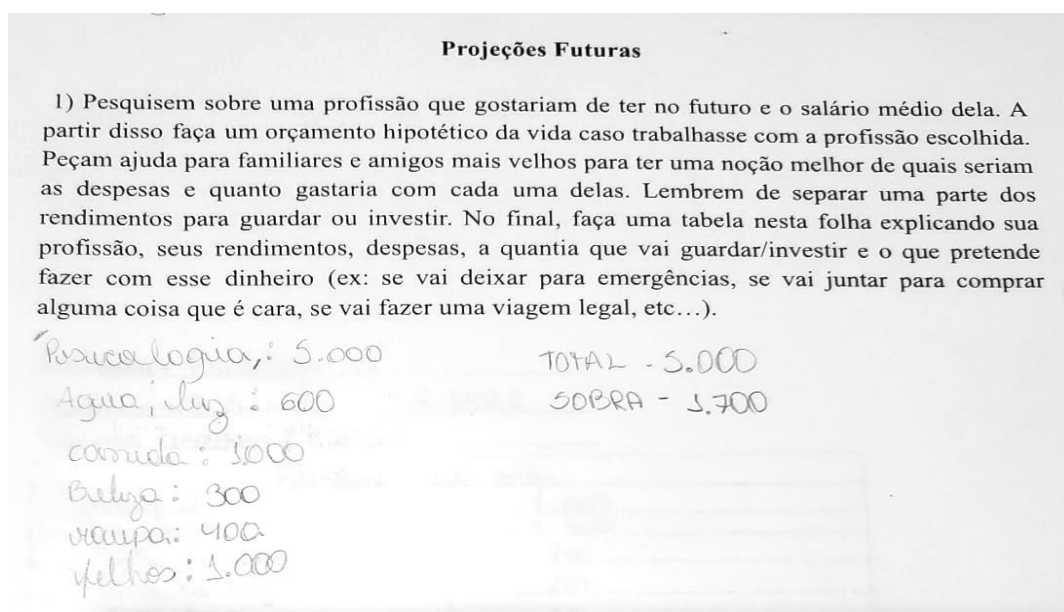 Projeções Futuras
1) Pesquisem sobre uma profissão que gostariam de ter no futuro e o salário médio dela. A
partir disso faça um orçamento hipotético da vida caso trabalhasse com a profissão escolhida.
Peçam ajuda para familiares e amigos mais velhos para ter uma noção melhor de quais seriam
as despesas e quanto gastaria com cada uma delas. Lembrem de separar uma parte dos
rendimentos para guardar ou investir. No final, faça uma tabela nesta folha explicando sua
profissão, seus rendimentos, despesas, a quantia que vai guardar/investir e o que pretende
fazer com esse dinheiro (ex: se vai deixar para emergências, se vai juntar para comprar
alguma coisa que é cara, se vai fazer uma viagem legal, etc...).
: 5.000
Agua, luz : 600
comida : 1000
: 300
roupa: 400
: 1.000
TOTAL - 5.000
SOBRA - 1.700